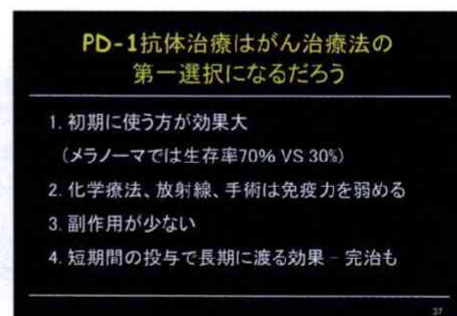 PD-1抗体治療はがん治療法の
第一選択になるだろう
1. 初期に使う方が効果大
(メラノーマでは生存率70% VS 30%)
2. 化学療法、放射線、手術は免疫力を弱める
3. 副作用が少ない
4. 短期間の投与で長期に渡る効果 – 完治も
37